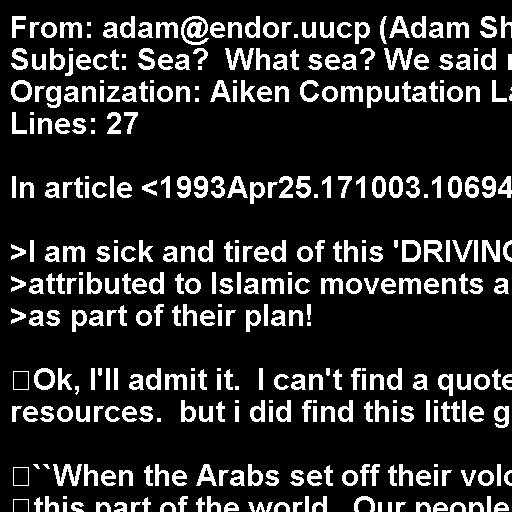 From: adam@endor.uucp (Adam Sh
Subject: Sea?  What sea? We said
Organization: Aiken Computation La
Lines: 27

In article <1993Apr25.171003.10694

>I am sick and tired of this 'DRIVING
>attributed to Islamic movements a
>as part of their plan!

Ok, I'll admit it.  I can't find a quote
resources.  but i did find this little g

``When the Arabs set off their volc
this part of the world.  Our people